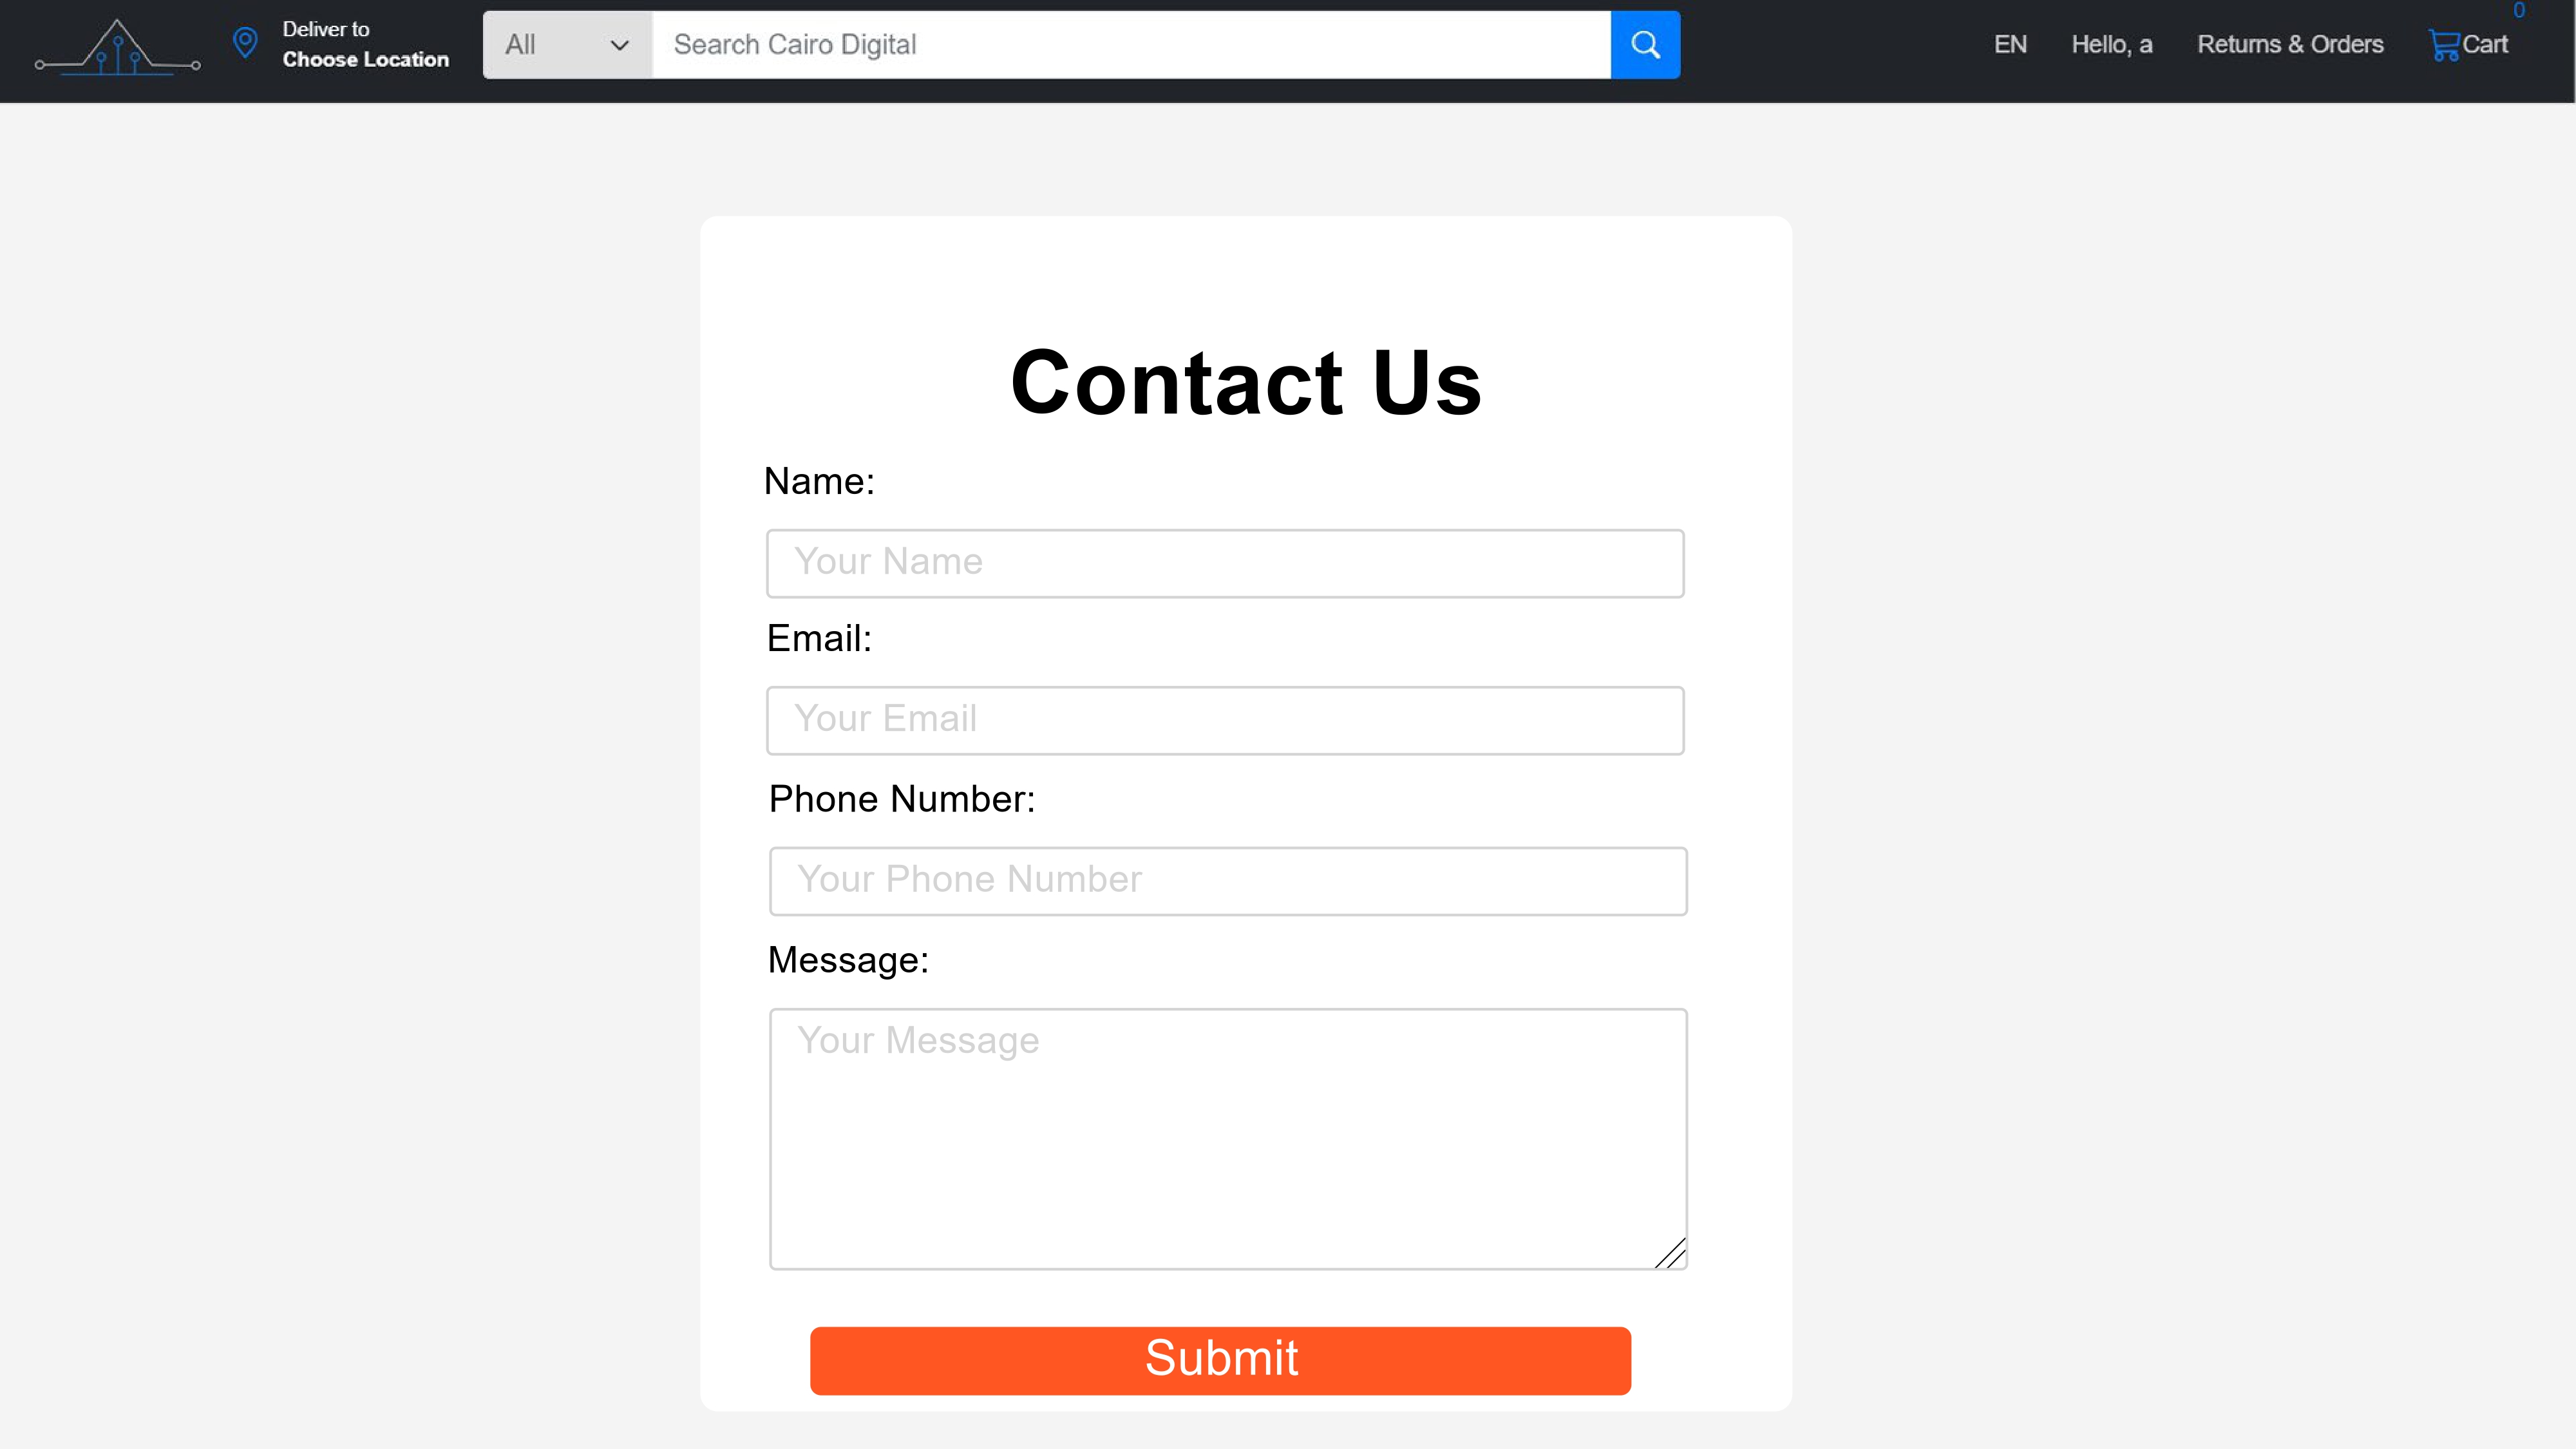 Deliver to
Choose Location
All
Search Cairo Digital
EN
Hello, a
Returns & Orders
0
Cart
Contact Us
Name:
Your Name
Email:
Your Email
Phone Number:
Your Phone Number
Message:
Your Message
Submit